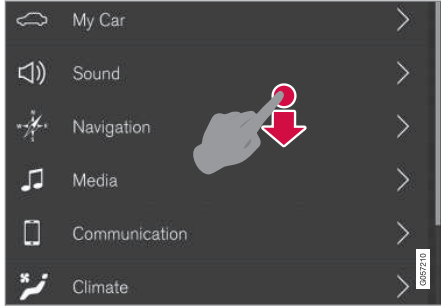 My Car
Sound
Navigation
Media
Communication
Climate
G057210